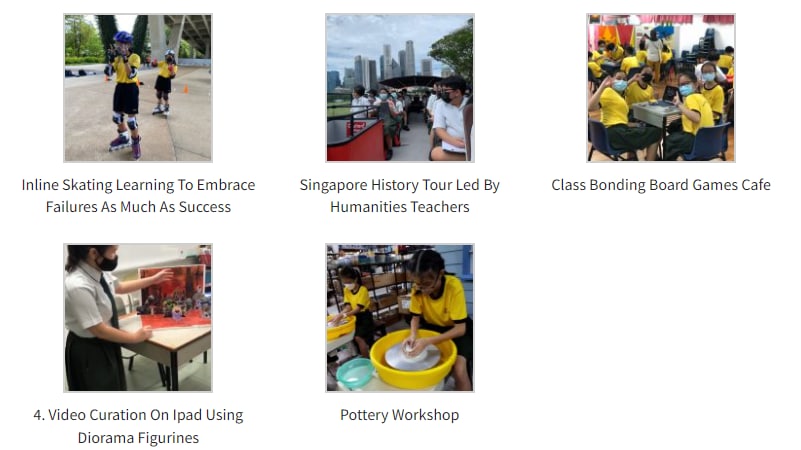 Inline Skating Learning To Embrace
Failures As Much As Success
Singapore History Tour Led By
Humanities Teachers
Class Bonding Board Games Cafe
4. Video Curation On Ipad Using
Diorama Figurines
Pottery Workshop